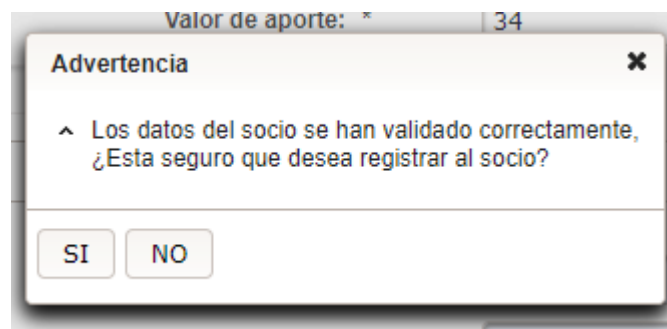 Valor de aporte: * 34
Advertencia
Los datos del socio se han validado correctamente,
¿Esta seguro que desea registrar al socio?
SI NO